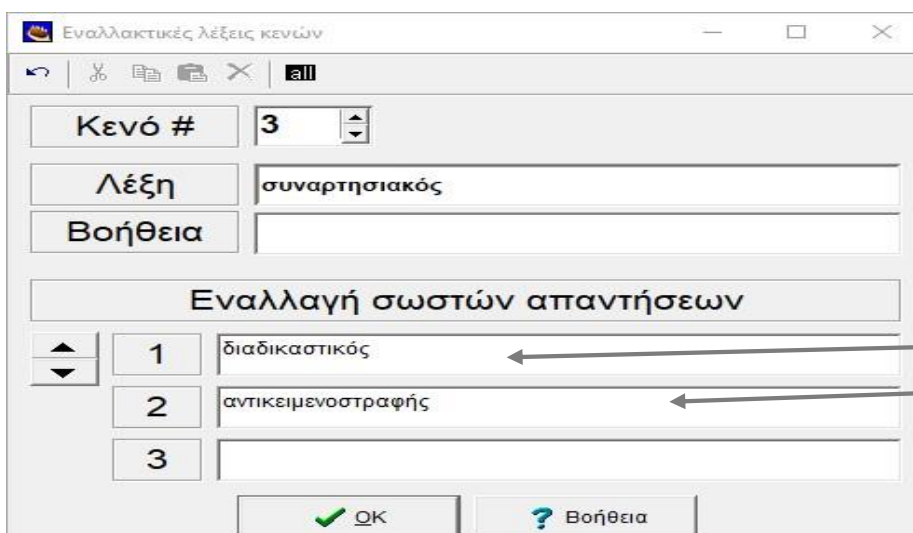 Εναλλακτικές λέξεις κενών
all
Κενό # 3
Λέξη συναρτησιακός
Βοήθεια
Εναλλαγή σωστών απαντήσεων
1 διαδικαστικός
2 αντικειμενοστραφής
3
OK ? Βοήθεια